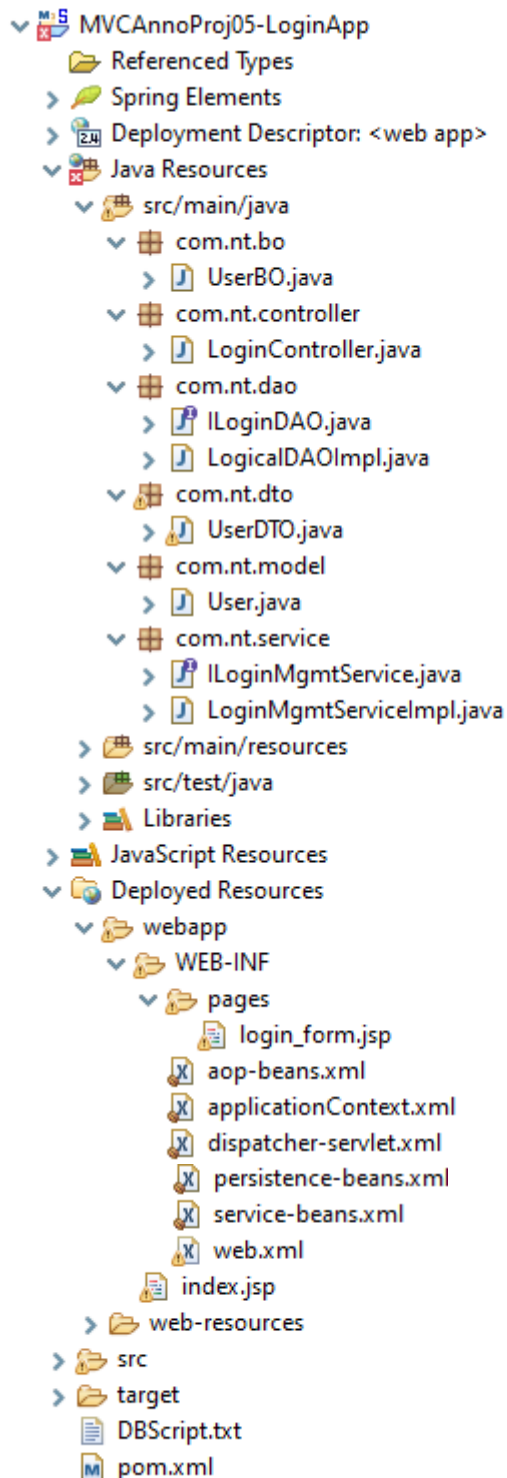 MVCAnnoProj05-LoginApp
Referenced Types
Spring Elements
Deployment Descriptor: <web app>
Java Resources
src/main/java
com.nt.bo
UserBO.java
com.nt.controller
LoginController.java
com.nt.dao
ILoginDAO.java
LogicalDAOImpl.java
com.nt.dto
UserDTO.java
com.nt.model
User.java
com.nt.service
ILoginMgmtService.java
LoginMgmtServiceImpl.java
src/main/resources
src/test/java
Libraries
JavaScript Resources
Deployed Resources
webapp
WEB-INF
pages
login_form.jsp
aop-beans.xml
applicationContext.xml
dispatcher-servlet.xml
persistence-beans.xml
service-beans.xml
web.xml
index.jsp
web-resources
src
target
DBScript.txt
pom.xml